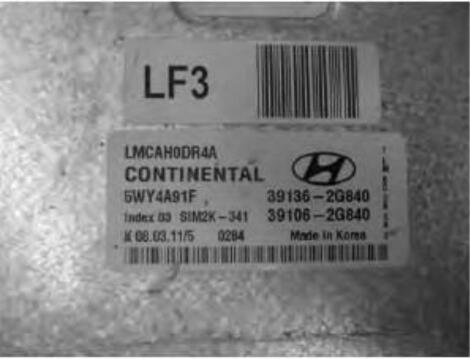 LF3
LMCAH0DR4A
CONTINENTAL
5WY4A91F 39136-2G840
Index 03 SIM2K-341 39106-2G840
08.03.11/5 0284 Made in Korea